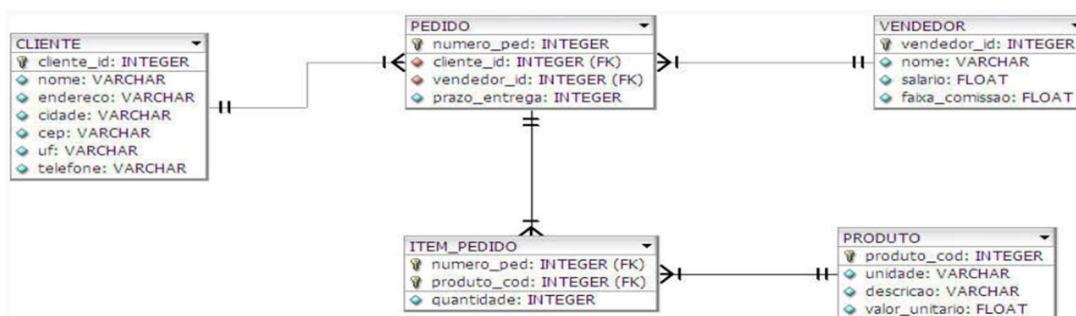 CLIENTE
cliente_id: INTEGER
nome: VARCHAR
endereco: VARCHAR
cidade: VARCHAR
cep: VARCHAR
uf: VARCHAR
telefone: VARCHAR
PEDIDO
numero_ped: INTEGER
cliente_id: INTEGER (FK)
vendedor_id: INTEGER (FK)
prazo_entrega: INTEGER
VENDEDOR
vendedor_id: INTEGER
nome: VARCHAR
salario: FLOAT
faixa_comissao: FLOAT
ITEM_PEDIDO
numero_ped: INTEGER (FK)
produto_cod: INTEGER (FK)
quantidade: INTEGER
PRODUTO
produto_cod: INTEGER
unidade: VARCHAR
descricao: VARCHAR
valor_unitario: FLOAT